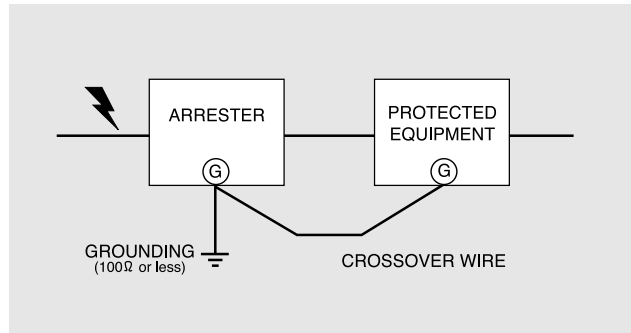 ARRESTER
PROTECTED
EQUIPMENT
G
G
GROUNDING
(100Ω or less)
CROSSOVER WIRE